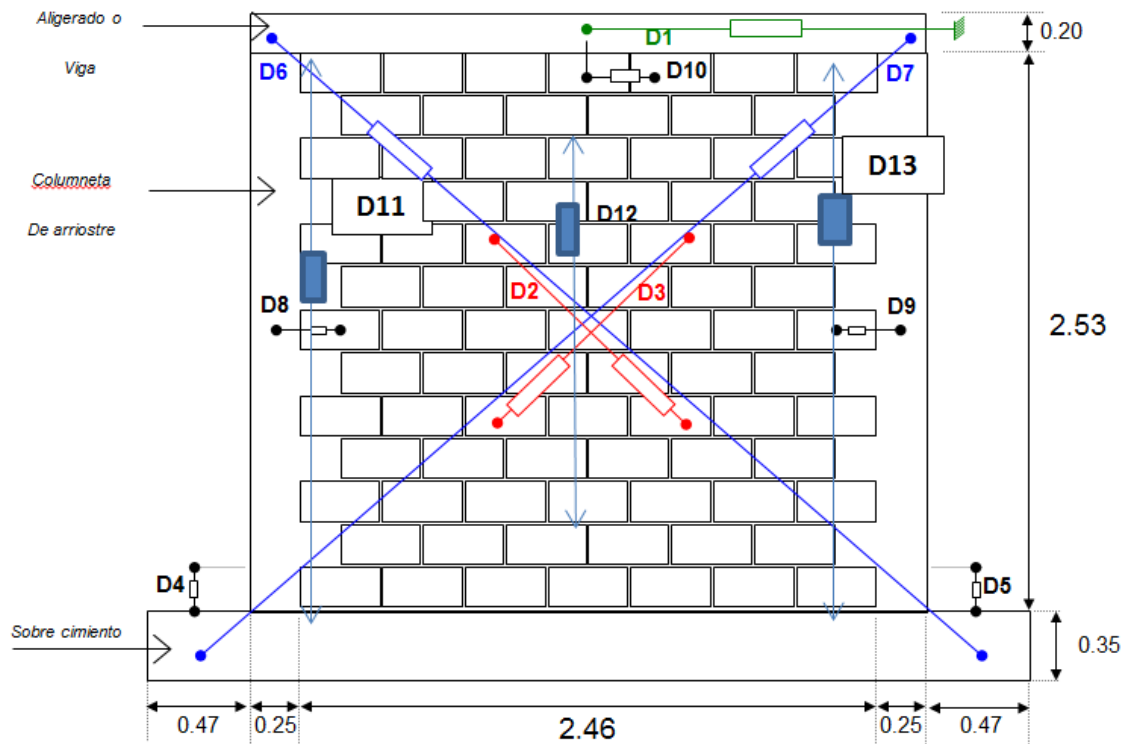 Aligerado o
Viga
Columneta
De arriostre
Sobre cimiento
D1
D10
D6
D7
D11
D12
D13
D2
D3
D8
D9
D4
D5
0.20
2.53
0.35
0.47
0.25
2.46
0.25
0.47